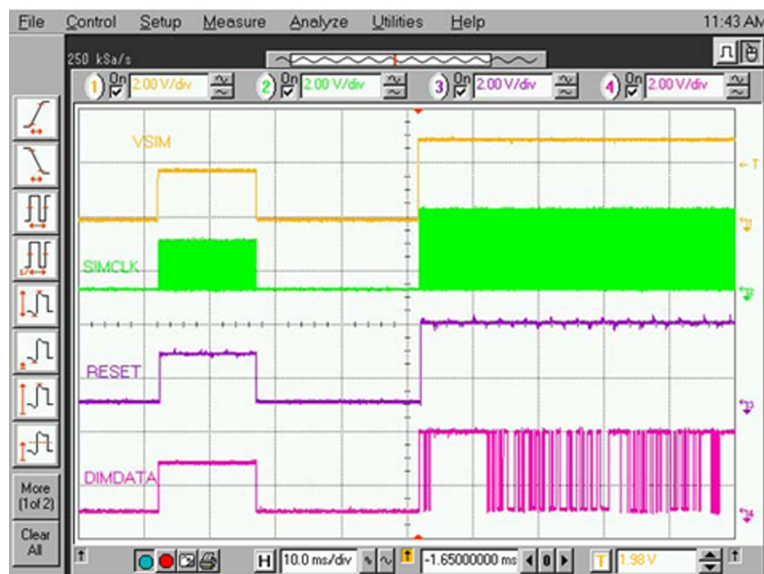 File Control Setup Measure Analyze Utilities Help 11:43 AM
250 kSa/s
1 On 2.00 V/div 2 On 2.00 V/div 3 On 2.00 V/div 4 On 2.00 V/div
VSIM
T
SIMCLK
RESET
DIMDATA
More
(1of 2)
Clear
All
H 10.0 ms/div -1.65000000 ms 0 T 1.98 V